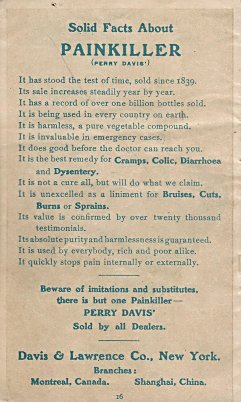 Solid Facts About
PAINKILLER
(PERRY DAVIS')
It has stood the test of time, sold since 1839.
Its sale increases steadily year by year.
It has a record of over one billion bottles sold.
It is being used in every country on earth.
It is harmless, a pure vegetable compound.
It is invaluable in emergency cases.
It does good before the doctor can reach you.
It is the best remedy for Cramps, Colic, Diarrhoea
and Dysentery.
It is not a cure all, but will do what we claim.
It is unexcelled as a liniment for Bruises, Cuts,
Burns or Sprains.
Its value is confirmed by over twenty thousand
testimonials.
Its absolute purity and harmlessness is guaranteed.
It is used by everybody, rich and poor alike.
It quickly stops pain internally or externally.
Beware of imitations and substitutes,
there is but one Painkiller—
PERRY DAVIS'
Sold by all Dealers.
Davis & Lawrence Co., New York.
Branches:
Montreal, Canada. Shanghai, China.
16